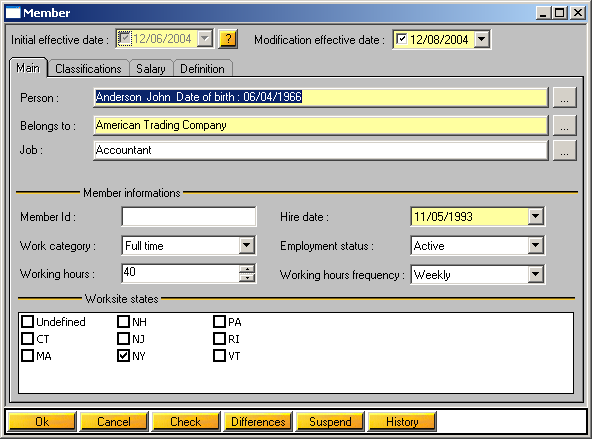 Member
Initial effective date : 12/06/2004 ? Modification effective date : 12/08/2004
Main Classifications Salary Definition
Person : Anderson John Date of birth : 06/04/1966 ...
Belongs to : American Trading Company ...
Job : Accountant ...
Member informations
Member Id : Hire date : 11/05/1993
Work category : Full time Employment status : Active
Working hours : 40 Working hours frequency : Weekly
Worksite states
Undefined NH PA
CT NJ RI
MA NY VT
Ok Cancel Check Differences Suspend History